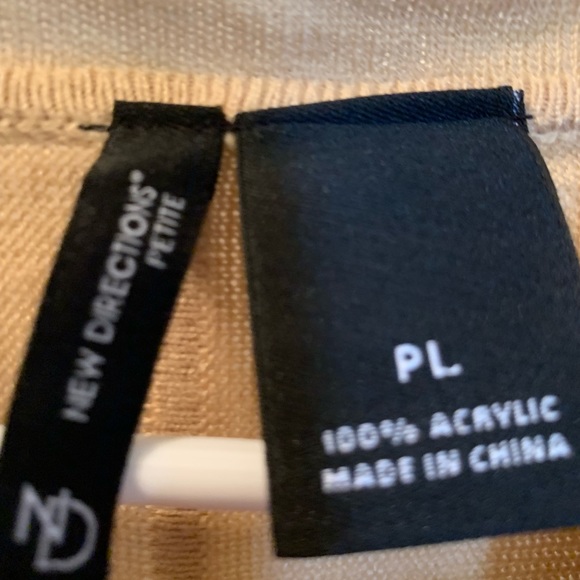 NEW DIRECTIONS®
PETITE
ND
PL
100% ACRYLIC
MADE IN CHINA